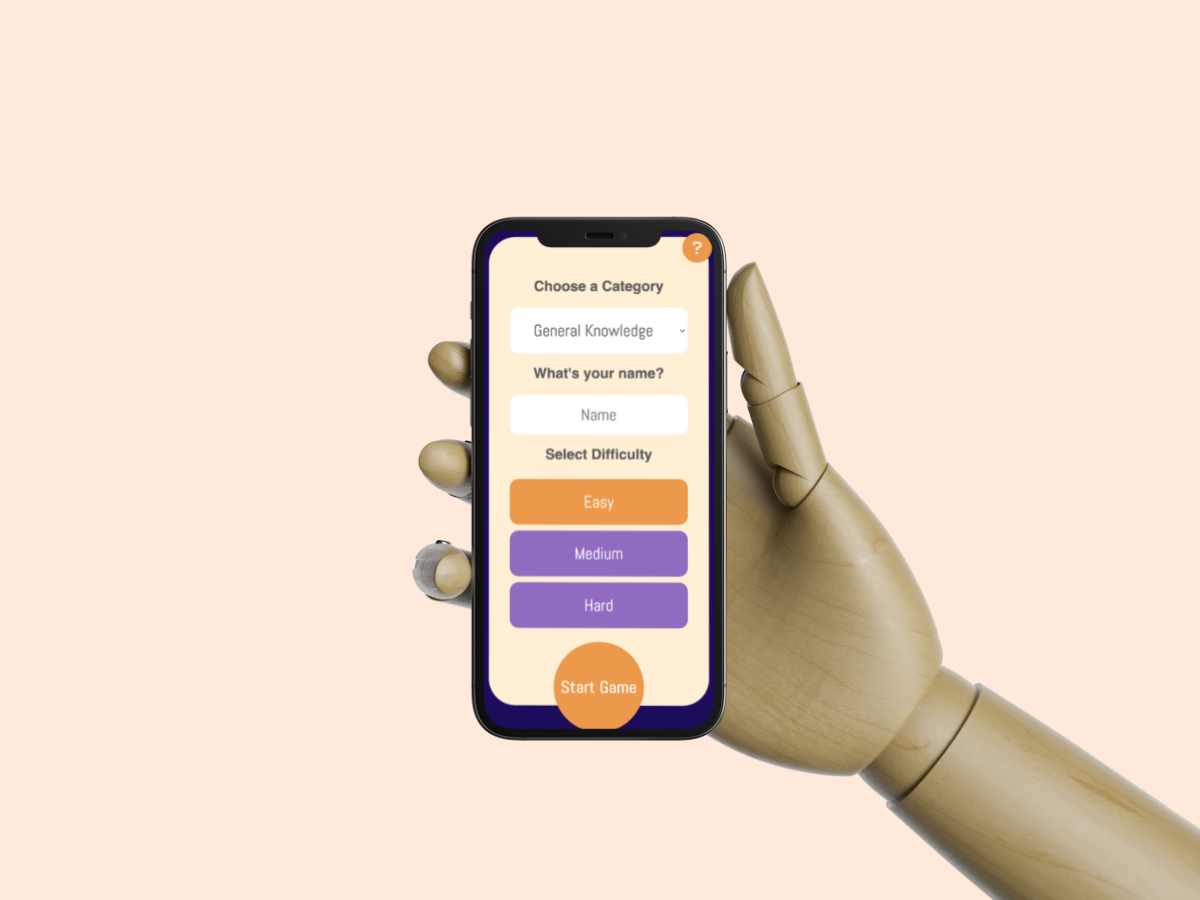 ?
Choose a Category
General Knowledge
What's your name?
Name
Select Difficulty
Easy
Medium
Hard
Start Game